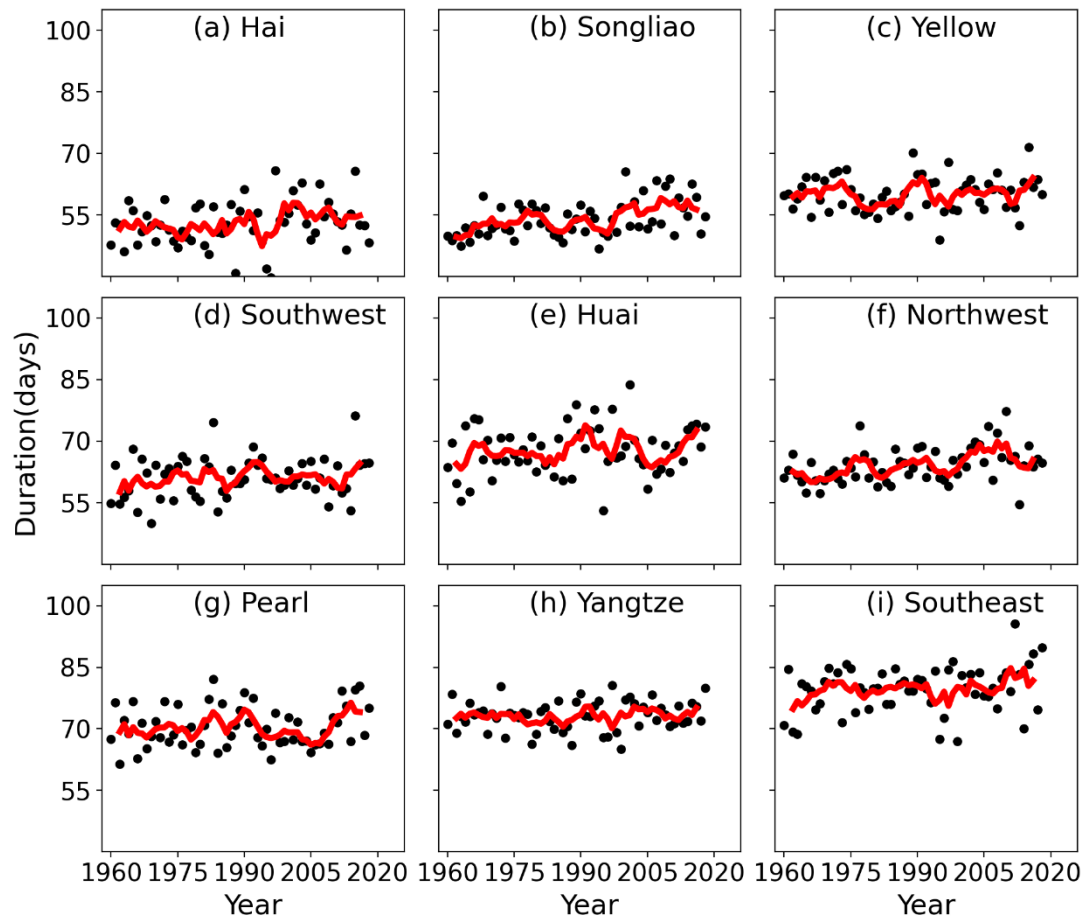 (a) Hai
(b) Songliao
(c) Yellow
100
85
70
55
(d) Southwest
(e) Huai
(f) Northwest
100
85
70
55
Duration(days)
(g) Pearl
(h) Yangtze
(i) Southeast
100
85
70
55
1960 1975 1990 2005 2020
1960 1975 1990 2005 2020
1960 1975 1990 2005 2020
Year
Year
Year